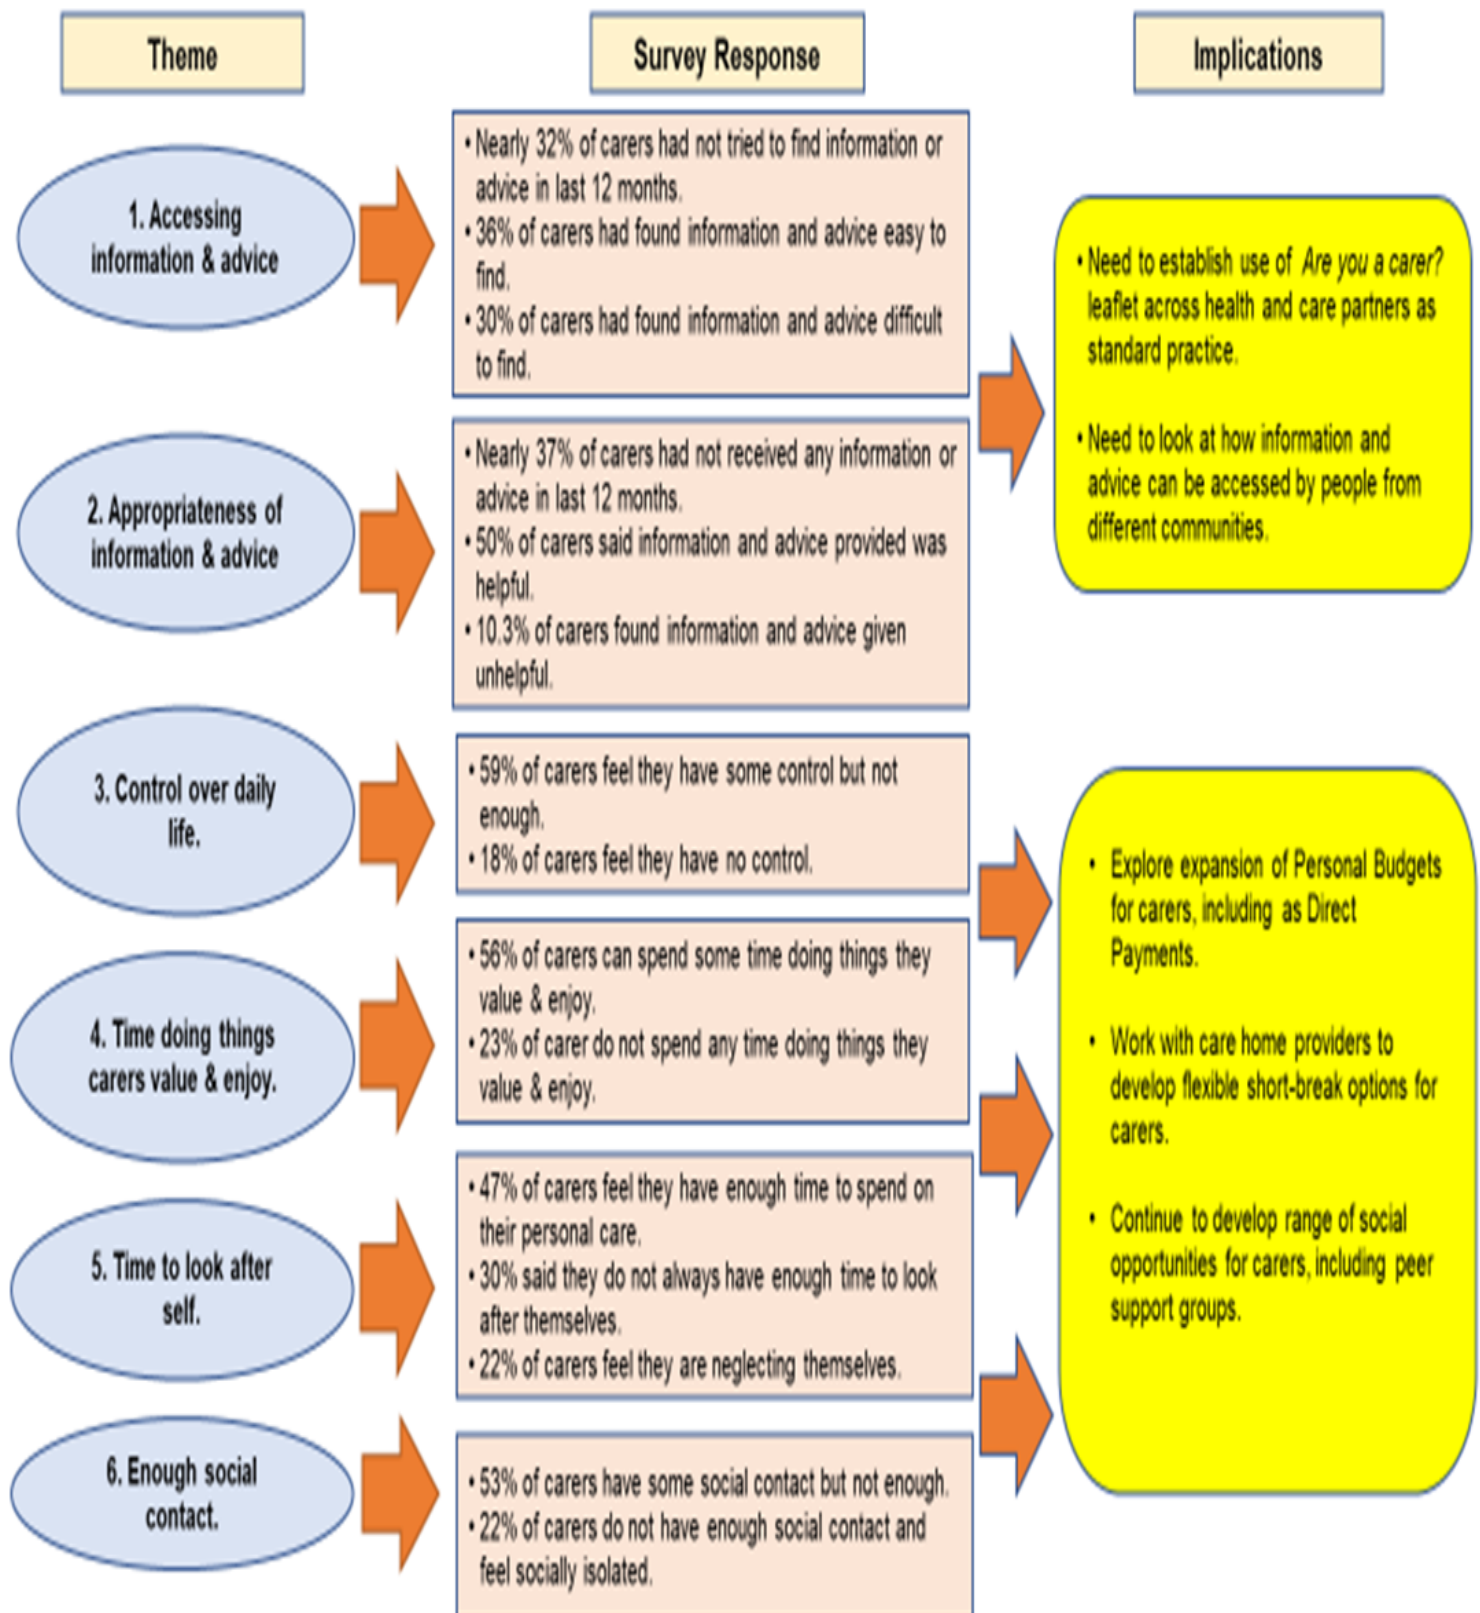 Theme
Survey Response
Implications
1. Accessing
information & advice
• Nearly 32% of carers had not tried to find information or
advice in last 12 months.
• 36% of carers had found information and advice easy to
find.
• 30% of carers had found information and advice difficult
to find.
2. Appropriateness of
information & advice
• Nearly 37% of carers had not received any information or
advice in last 12 months.
• 50% of carers said information and advice provided was
helpful.
• 10.3% of carers found information and advice given
unhelpful.
• Need to establish use of Are you a carer?
leaflet across health and care partners as
standard practice.
• Need to look at how information and
advice can be accessed by people from
different communities.
3. Control over daily
life.
• 59% of carers feel they have some control but not
enough.
• 18% of carers feel they have no control.
4. Time doing things
carers value & enjoy.
• 56% of carers can spend some time doing things they
value & enjoy.
• 23% of carer do not spend any time doing things they
value & enjoy.
5. Time to look after
self.
• 47% of carers feel they have enough time to spend on
their personal care.
• 30% said they do not always have enough time to look
after themselves.
• 22% of carers feel they are neglecting themselves.
6. Enough social
contact.
• 53% of carers have some social contact but not enough.
• 22% of carers do not have enough social contact and
feel socially isolated.
• Explore expansion of Personal Budgets
for carers, including as Direct
Payments.
• Work with care home providers to
develop flexible short-break options for
carers.
• Continue to develop range of social
opportunities for carers, including peer
support groups.